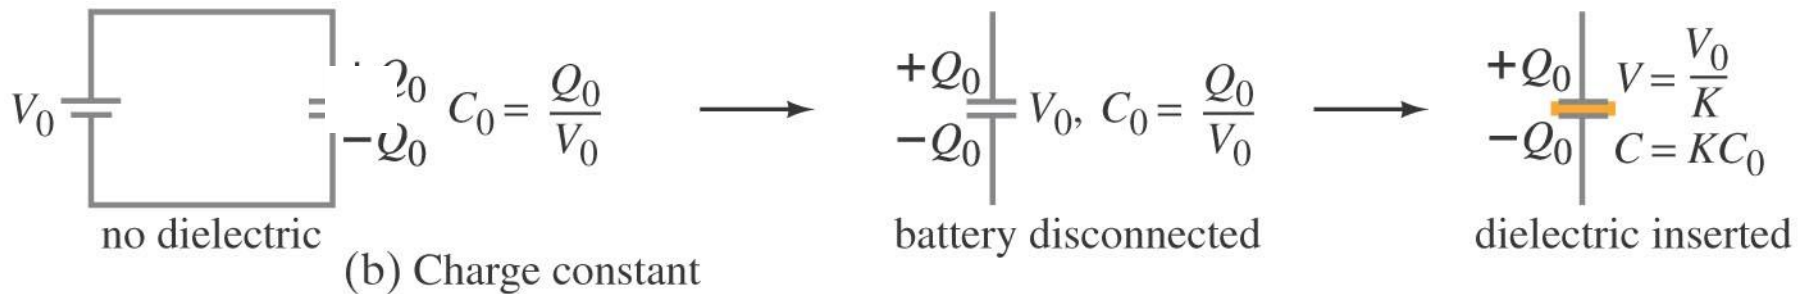 V₀
+Q₀
−Q₀
C₀ = Q₀/V₀
no dielectric
+Q₀
−Q₀
V₀, C₀ = Q₀/V₀
battery disconnected
+Q₀
−Q₀
V = V₀/K
C = KC₀
dielectric inserted
(b) Charge constant